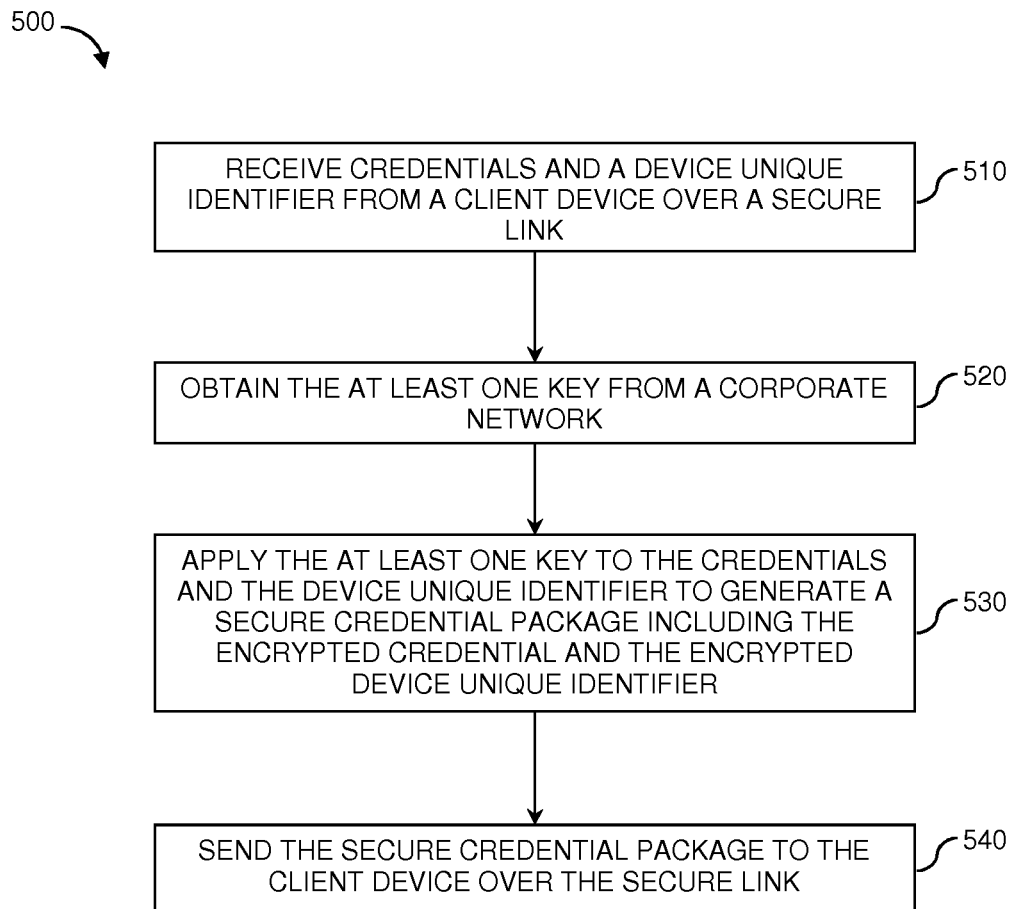 500
RECEIVE CREDENTIALS AND A DEVICE UNIQUE
IDENTIFIER FROM A CLIENT DEVICE OVER A SECURE
LINK
510
OBTAIN THE AT LEAST ONE KEY FROM A CORPORATE
NETWORK
520
APPLY THE AT LEAST ONE KEY TO THE CREDENTIALS
AND THE DEVICE UNIQUE IDENTIFIER TO GENERATE A
SECURE CREDENTIAL PACKAGE INCLUDING THE
ENCRYPTED CREDENTIAL AND THE ENCRYPTED
DEVICE UNIQUE IDENTIFIER
530
SEND THE SECURE CREDENTIAL PACKAGE TO THE
CLIENT DEVICE OVER THE SECURE LINK
540